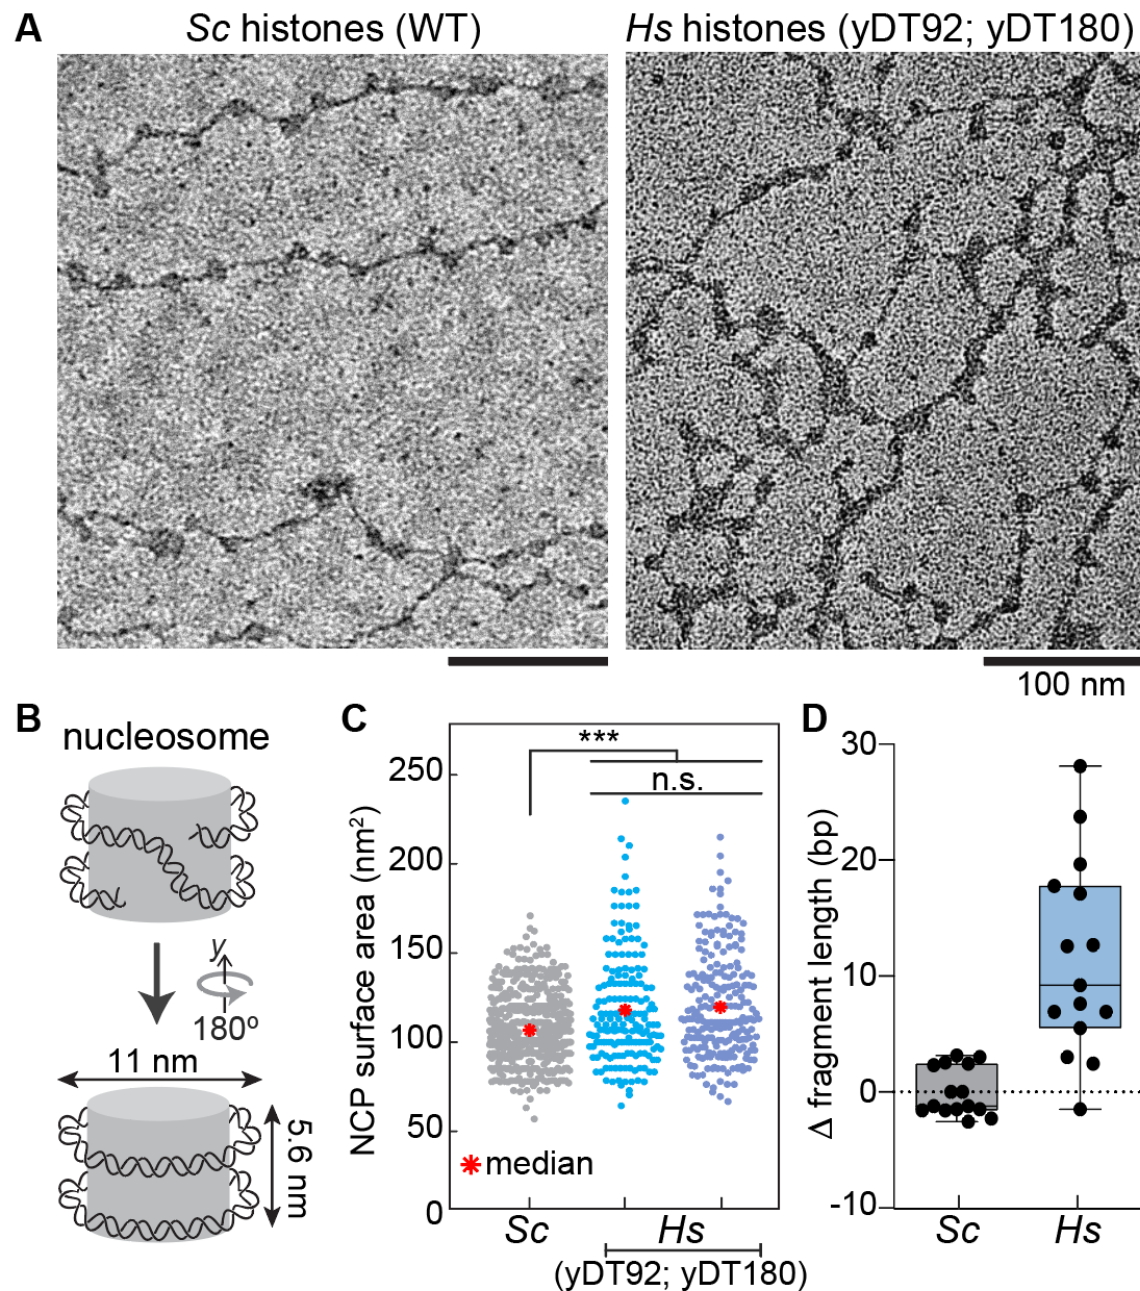 A
Sc histones (WT)
Hs histones (yDT92; yDT180)
100 nm
B
nucleosome
y
180º
11 nm
5.6 nm
C
NCP surface area (nm²)
250
200
150
100
50
0
***
n.s.
median
Sc
Hs
(yDT92; yDT180)
D
Δ fragment length (bp)
30
20
10
0
-10
Sc
Hs